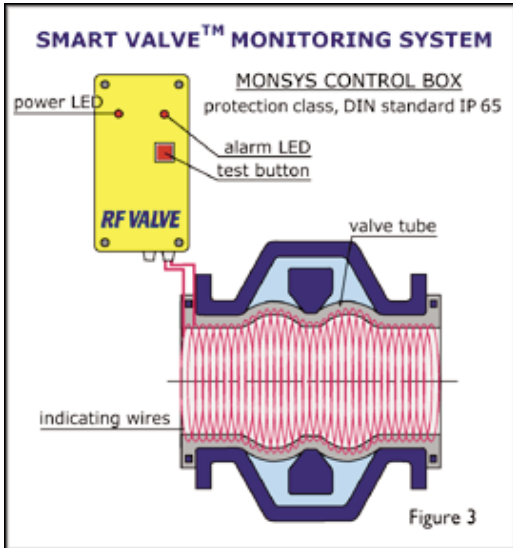 SMART VALVE™ MONITORING SYSTEM
MONSYS CONTROL BOX
protection class, DIN standard IP 65
power LED
alarm LED
test button
RF VALVE
valve tube
indicating wires
Figure 3